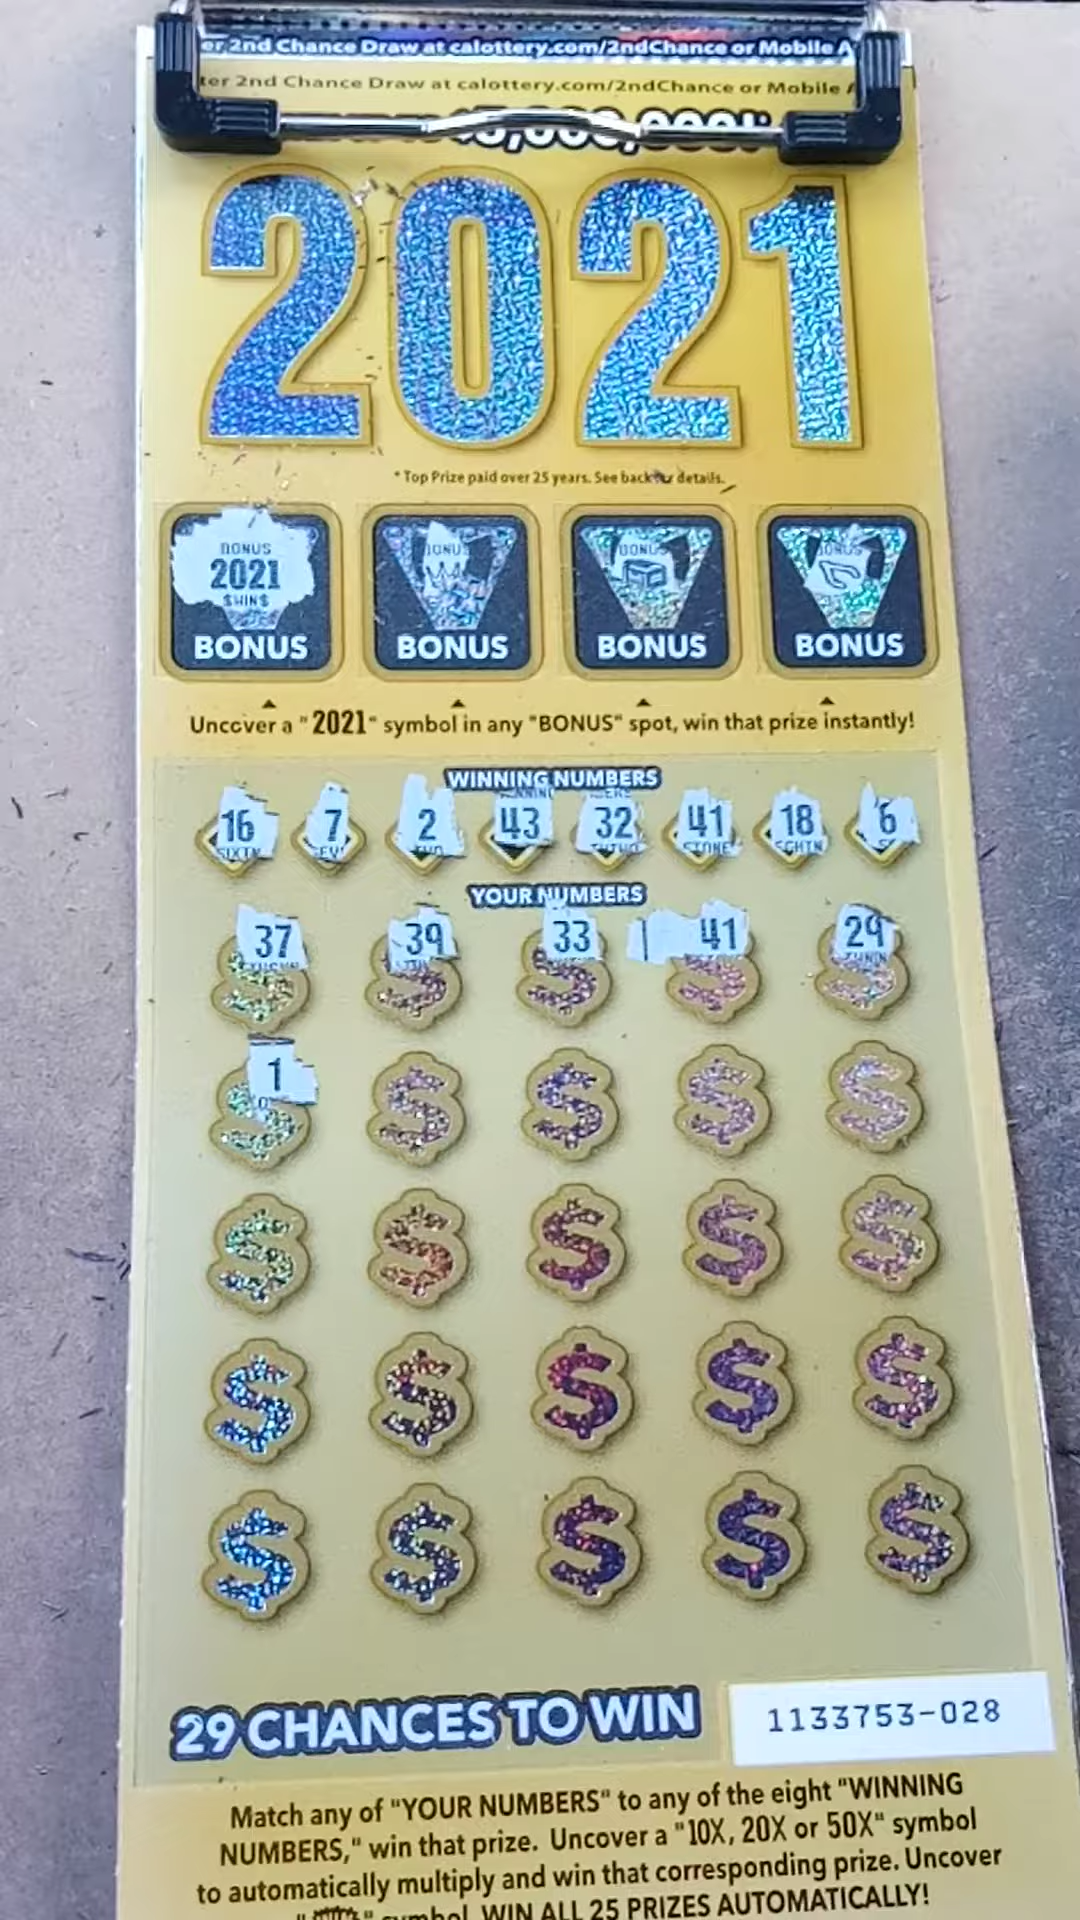 er 2nd Chance Draw at calottery.com/2ndChance or Mobile A
ter 2nd Chance Draw at calottery.com/2ndChance or Mobile A
2021
*Top Prize paid over 25 years. See back for details.
BONUS 2021 $WIN$ BONUS BONUS BONUS BONUS BONUS
Uncover a "2021" symbol in any "BONUS" spot, win that prize instantly!
WINNING NUMBERS
16 7 2 43 32 41 18 6
YOUR NUMBERS
37 39 33 41 29
1
29 CHANCES TO WIN
1133753-028
Match any of "YOUR NUMBERS" to any of the eight "WINNING
NUMBERS," win that prize. Uncover a "10X, 20X or 50X" symbol
to automatically multiply and win that corresponding prize. Uncover
symbol, WIN ALL 25 PRIZES AUTOMATICALLY!